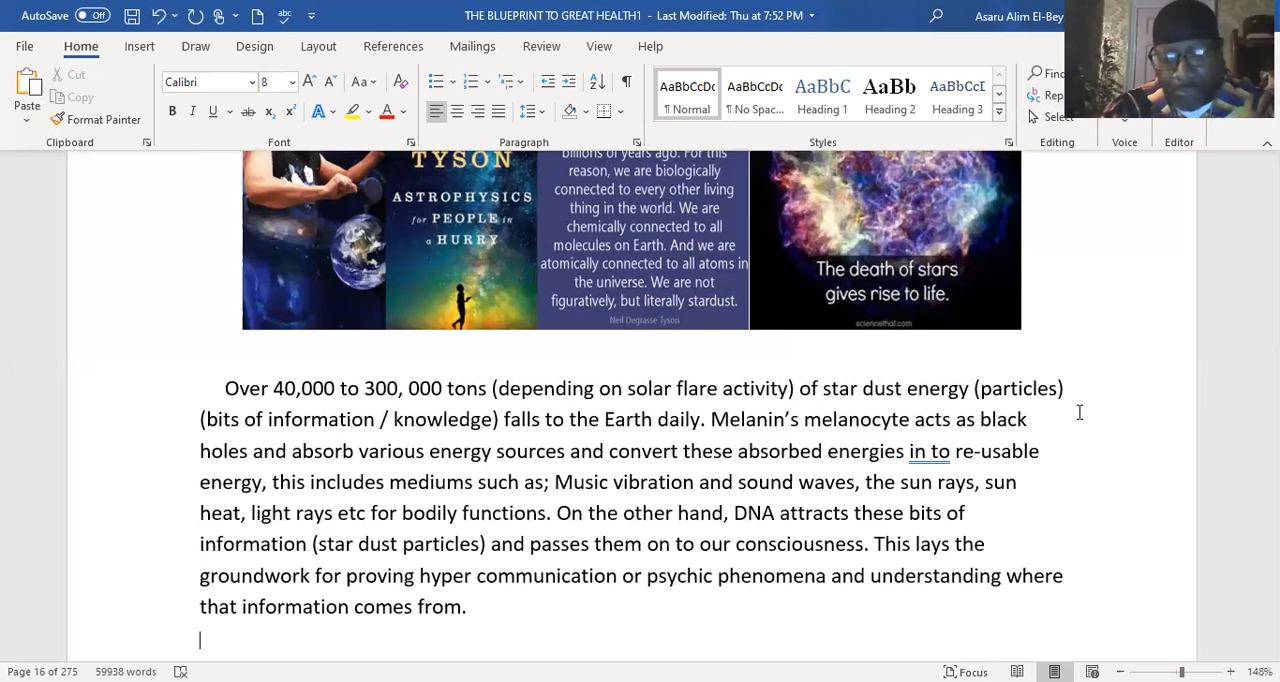 AutoSave Off THE BLUEPRINT TO GREAT HEALTH1 - Last Modified: Thu at 7:52 PM Asaru Alim El-Bey
File Home Insert Draw Design Layout References Mailings Review View Help
Paste
Cut
Copy
Format Painter
Calibri 8
B I U ab x₂ x² A A
Aa
AaBbCcDc AaBbCcDc AaBbC AaBb AaBbCcI
¶ Normal ¶ No Spac... Heading 1 Heading 2 Heading 3
Find
Rep
Select
Clipboard Font Paragraph Styles Editing Voice Editor
TYSON
ASTROPHYSICS
for PEOPLE in
a HURRY
billions of years ago. For this
reason, we are biologically
connected to every other living
thing in the world. We are
chemically connected to all
molecules on Earth. And we are
atomically connected to all atoms in
the universe. We are not
figuratively, but literally stardust.
Neil Degrasse Tyson
The death of stars
gives rise to life.
sciencethat.com
Over 40,000 to 300, 000 tons (depending on solar flare activity) of star dust energy (particles)
(bits of information / knowledge) falls to the Earth daily. Melanin’s melanocyte acts as black
holes and absorb various energy sources and convert these absorbed energies in to re-usable
energy, this includes mediums such as; Music vibration and sound waves, the sun rays, sun
heat, light rays etc for bodily functions. On the other hand, DNA attracts these bits of
information (star dust particles) and passes them on to our consciousness. This lays the
groundwork for proving hyper communication or psychic phenomena and understanding where
that information comes from.
Page 16 of 275 59938 words Focus 148%